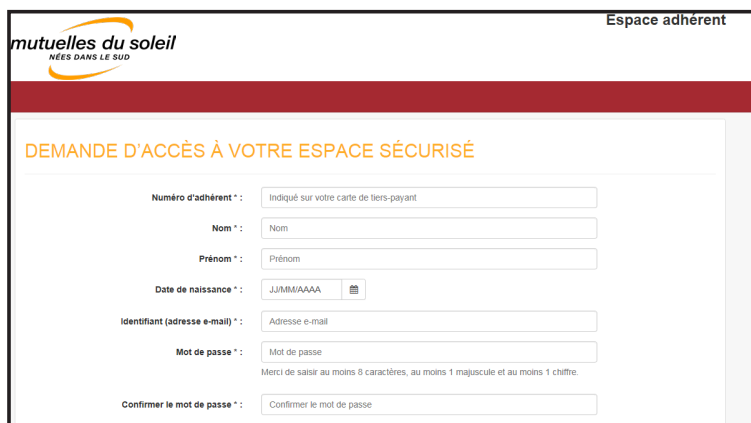 Espace adhérent
mutuelles du soleil
NÉES DANS LE SUD
DEMANDE D'ACCÈS À VOTRE ESPACE SÉCURISÉ
Numéro d'adhérent * : Indiqué sur votre carte de tiers-payant
Nom * : Nom
Prénom * : Prénom
Date de naissance * : JJ/MM/AAAA
Identifiant (adresse e-mail) * : Adresse e-mail
Mot de passe * : Mot de passe
Merci de saisir au moins 8 caractères, au moins 1 majuscule et au moins 1 chiffre.
Confirmer le mot de passe * : Confirmer le mot de passe